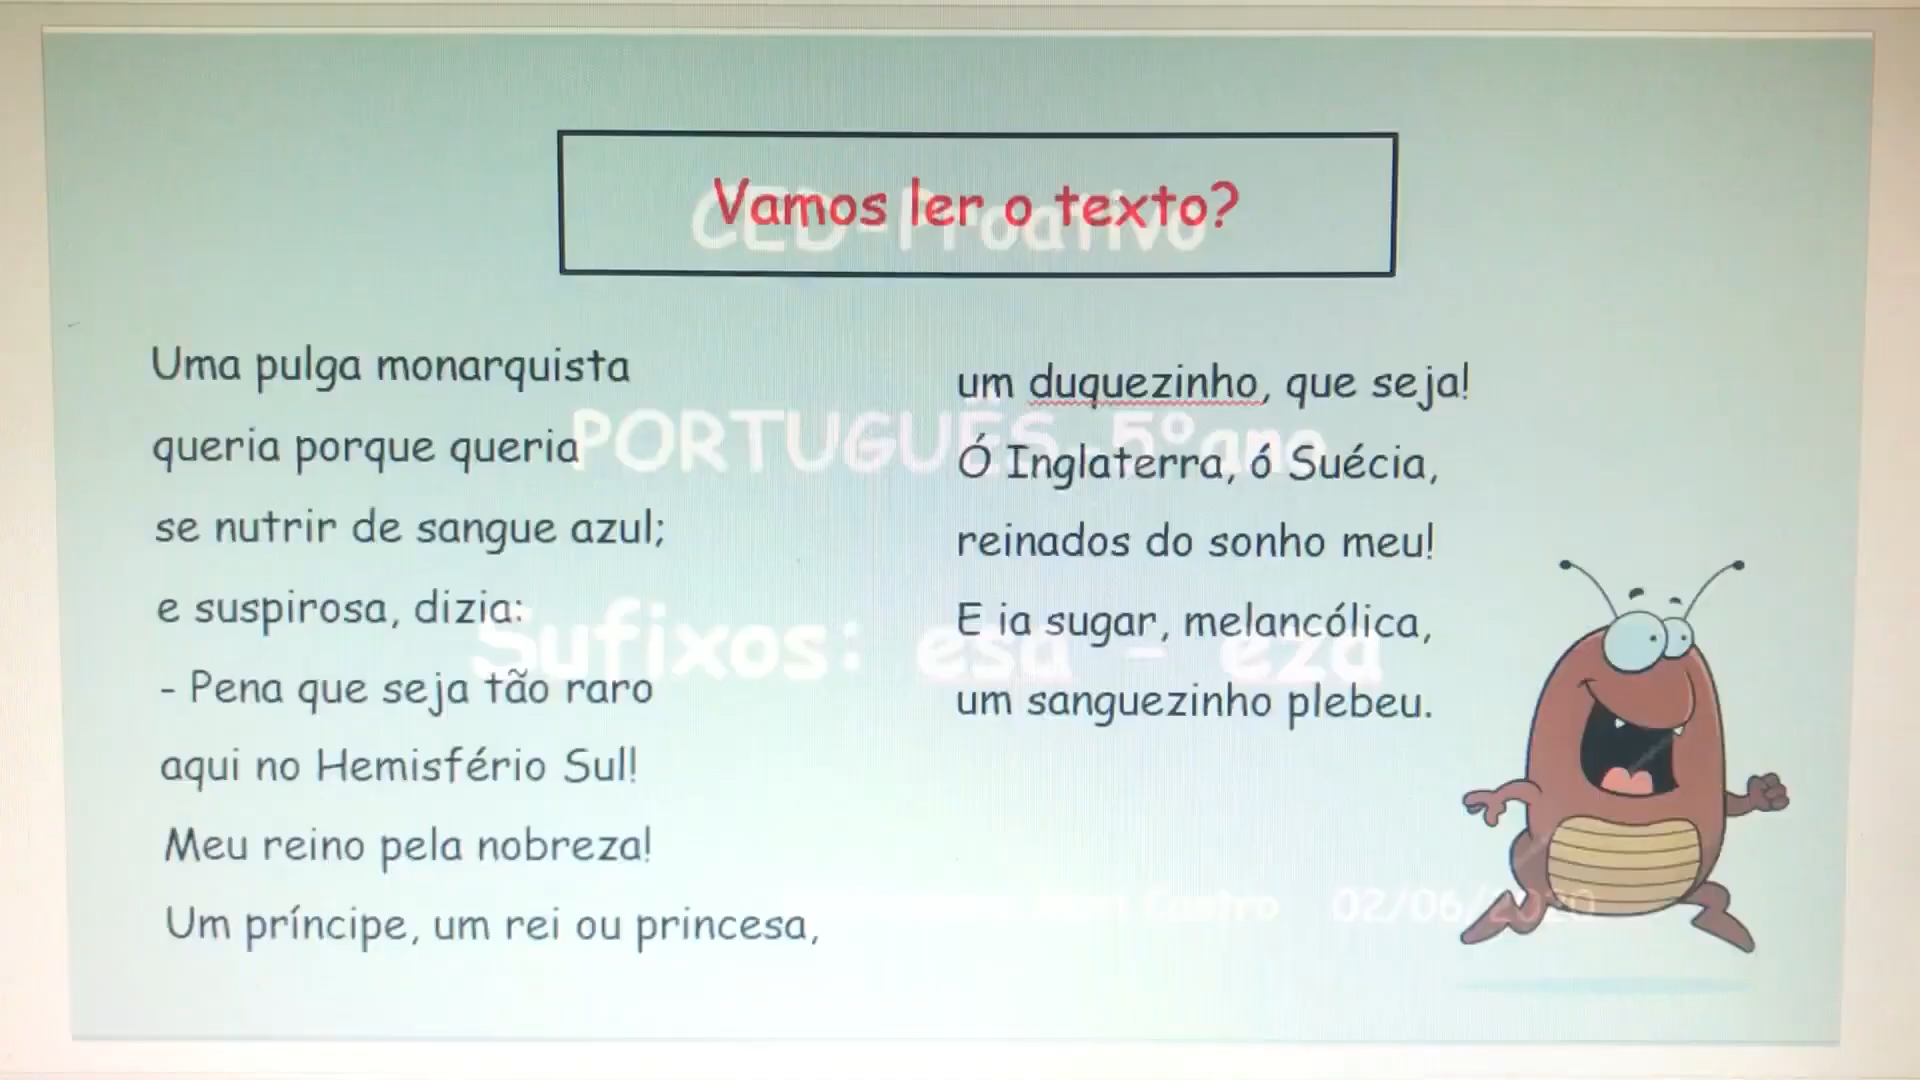 Vamos ler o texto?
CED-Proativo
Uma pulga monarquista
queria porque queria
se nutrir de sangue azul;
e suspirosa, dizia:
- Pena que seja tão raro
aqui no Hemisfério Sul!
Meu reino pela nobreza!
Um príncipe, um rei ou princesa,
um duquezinho, que seja!
Ó Inglaterra, ó Suécia,
reinados do sonho meu!
E ia sugar, melancólica,
um sanguezinho plebeu.
PORTUGUÊS 5º ano
Sufixos: esa - eza
Castro 02/06/2020